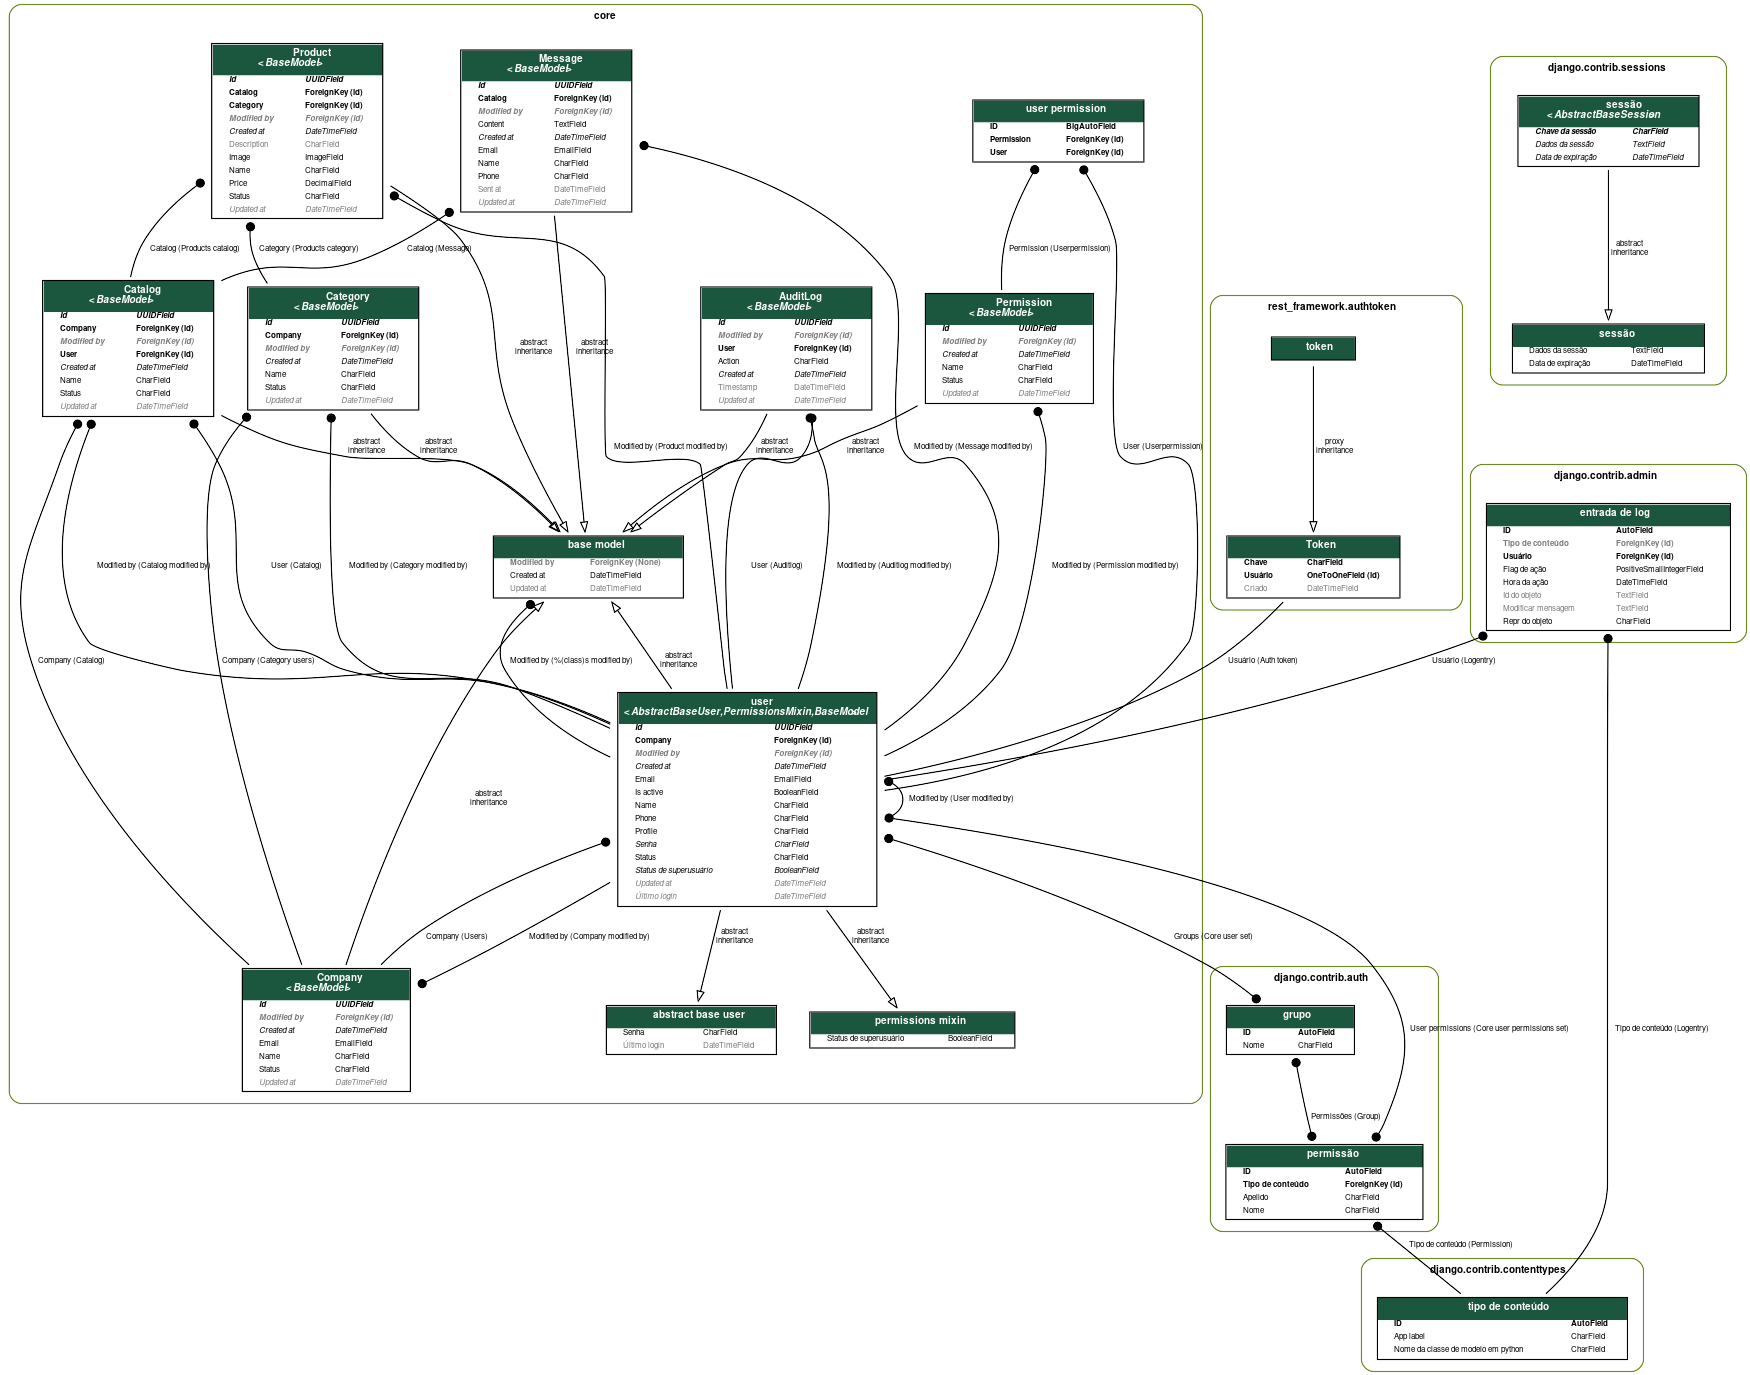 core
Product
< BaseModel>
Id UUIDField
Catalog ForeignKey (id)
Category ForeignKey (id)
Modified by ForeignKey (id)
Created at DateTimeField
Description CharField
Image ImageField
Name CharField
Price DecimalField
Status CharField
Updated at DateTimeField
Message
< BaseModel>
Id UUIDField
Catalog ForeignKey (id)
Modified by ForeignKey (id)
Content TextField
Created at DateTimeField
Email EmailField
Name CharField
Phone CharField
Sent at DateTimeField
Updated at DateTimeField
user permission
ID BigAutoField
Permission ForeignKey (id)
User ForeignKey (id)
django.contrib.sessions
sessão
< AbstractBaseSession>
Chave da sessão CharField
Dados da sessão TextField
Data de expiração DateTimeField
Catalog (Products catalog)
Category (Products category)
Catalog (Message)
Permission (Userpermission)
abstract
inheritance
Catalog
< BaseModel>
Id UUIDField
Company ForeignKey (id)
Modified by ForeignKey (id)
User ForeignKey (id)
Created at DateTimeField
Name CharField
Status CharField
Updated at DateTimeField
Category
< BaseModel>
Id UUIDField
Company ForeignKey (id)
Modified by ForeignKey (id)
Created at DateTimeField
Name CharField
Status CharField
Updated at DateTimeField
abstract
inheritance
abstract
inheritance
AuditLog
< BaseModel>
Id UUIDField
Modified by ForeignKey (id)
User ForeignKey (id)
Action CharField
Created at DateTimeField
Timestamp DateTimeField
Updated at DateTimeField
Permission
< BaseModel>
Id UUIDField
Modified by ForeignKey (id)
Created at DateTimeField
Name CharField
Status CharField
Updated at DateTimeField
rest_framework.authtoken
token
sessão
Dados da sessão TextField
Data de expiração DateTimeField
abstract
inheritance
abstract
inheritance
Modified by (Product modified by)
abstract
inheritance
abstract
inheritance
Modified by (Message modified by)
User (Userpermission)
proxy
inheritance
django.contrib.admin
entrada de log
ID AutoField
Tipo de conteúdo ForeignKey (id)
Usuário ForeignKey (id)
Flag de ação PositiveSmallIntegerField
Hora da ação DateTimeField
Id do objeto TextField
Modificar mensagem TextField
Repr do objeto CharField
base model
Modified by ForeignKey (None)
Created at DateTimeField
Updated at DateTimeField
Token
Chave CharField
Usuário OneToOneField (id)
Criado DateTimeField
Modified by (Catalog modified by)
User (Catalog)
Modified by (Category modified by)
User (Auditlog)
Modified by (Auditlog modified by)
Modified by (Permission modified by)
Company (Catalog)
Company (Category users)
Modified by (%(class)s modified by)
abstract
inheritance
Usuário (Auth token)
Usuário (Logentry)
user
< AbstractBaseUser,PermissionsMixin,BaseModel>
Id UUIDField
Company ForeignKey (id)
Modified by ForeignKey (id)
Created at DateTimeField
Email EmailField
Is active BooleanField
Name CharField
Phone CharField
Profile CharField
Senha CharField
Status CharField
Status de superusuário BooleanField
Updated at DateTimeField
Último login DateTimeField
abstract
inheritance
Modified by (User modified by)
Company (Users)
Modified by (Company modified by)
abstract
inheritance
abstract
inheritance
Groups (Core user set)
Company
< BaseModel>
Id UUIDField
Modified by ForeignKey (id)
Created at DateTimeField
Email EmailField
Name CharField
Status CharField
Updated at DateTimeField
abstract base user
Senha CharField
Último login DateTimeField
permissions mixin
Status de superusuário BooleanField
django.contrib.auth
grupo
ID AutoField
Nome CharField
User permissions (Core user permissions set)
Tipo de conteúdo (Logentry)
Permissões (Group)
permissão
ID AutoField
Tipo de conteúdo ForeignKey (id)
Apelido CharField
Nome CharField
Tipo de conteúdo (Permission)
django.contrib.contenttypes
tipo de conteúdo
ID AutoField
App label CharField
Nome da classe de modelo em python CharField